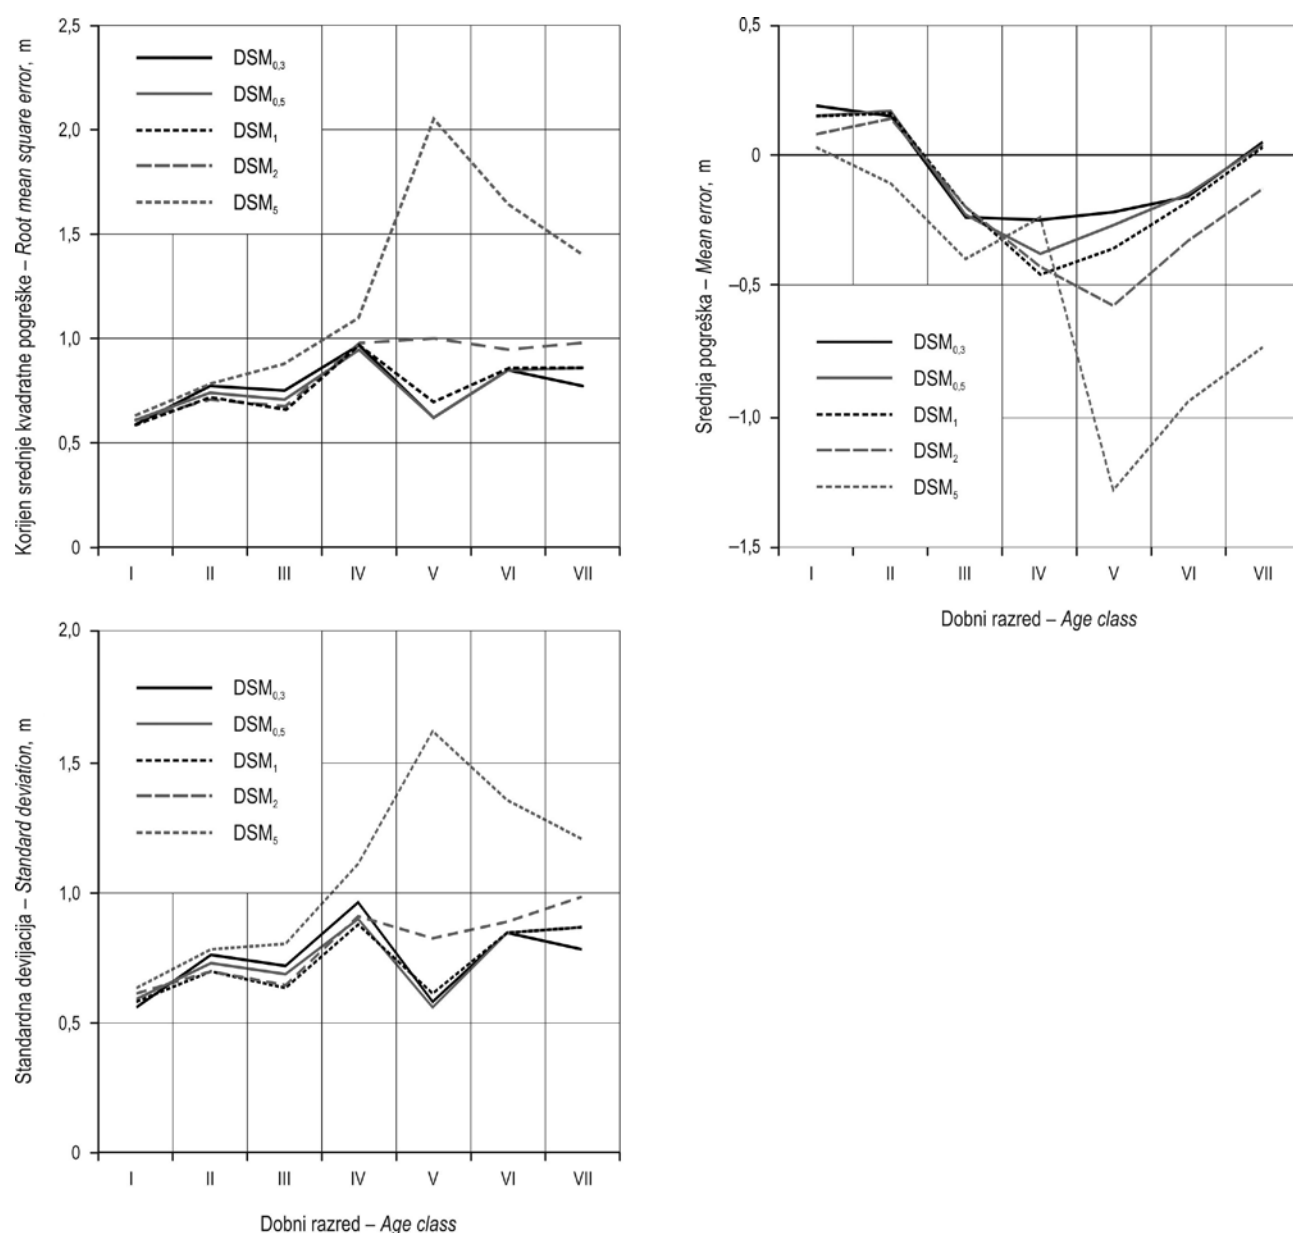 Korijen srednje kvadratne pogreške – Root mean square error, m
2,5
2,0
1,5
1,0
0,5
0
DSM0,3
DSM0,5
DSM1
DSM2
DSM5
I II III IV V VI VII
Srednja pogreška – Mean error, m
0,5
0
–0,5
–1,0
–1,5
DSM0,3
DSM0,5
DSM1
DSM2
DSM5
I II III IV V VI VII
Dobni razred – Age class
Standardna devijacija – Standard deviation, m
2,0
1,5
1,0
0,5
0
DSM0,3
DSM0,5
DSM1
DSM2
DSM5
I II III IV V VI VII
Dobni razred – Age class